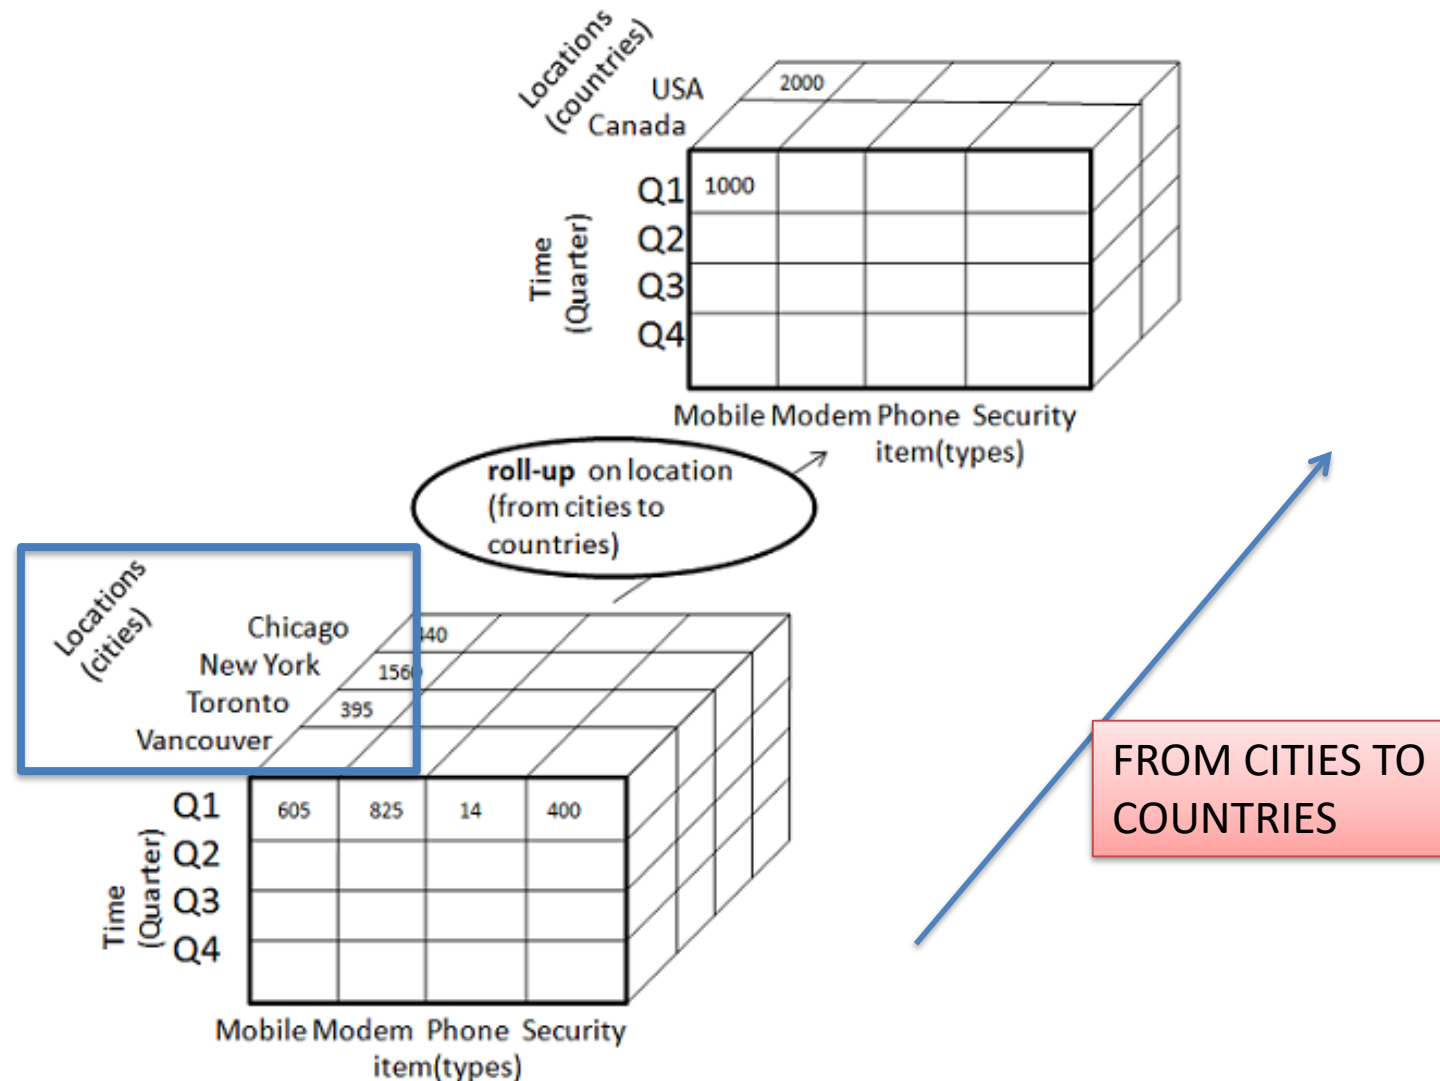 Locations
(countries)
USA
Canada
2000
Q1
Q2
Q3
Q4
Time
(Quarter)
1000
Mobile Modem Phone Security
item(types)
roll-up on location
(from cities to
countries)
Locations
(cities)
Chicago
New York
Toronto
Vancouver
440
1560
395
Q1
Q2
Q3
Q4
Time
(Quarter)
605 825 14 400
Mobile Modem Phone Security
item(types)
FROM CITIES TO
COUNTRIES